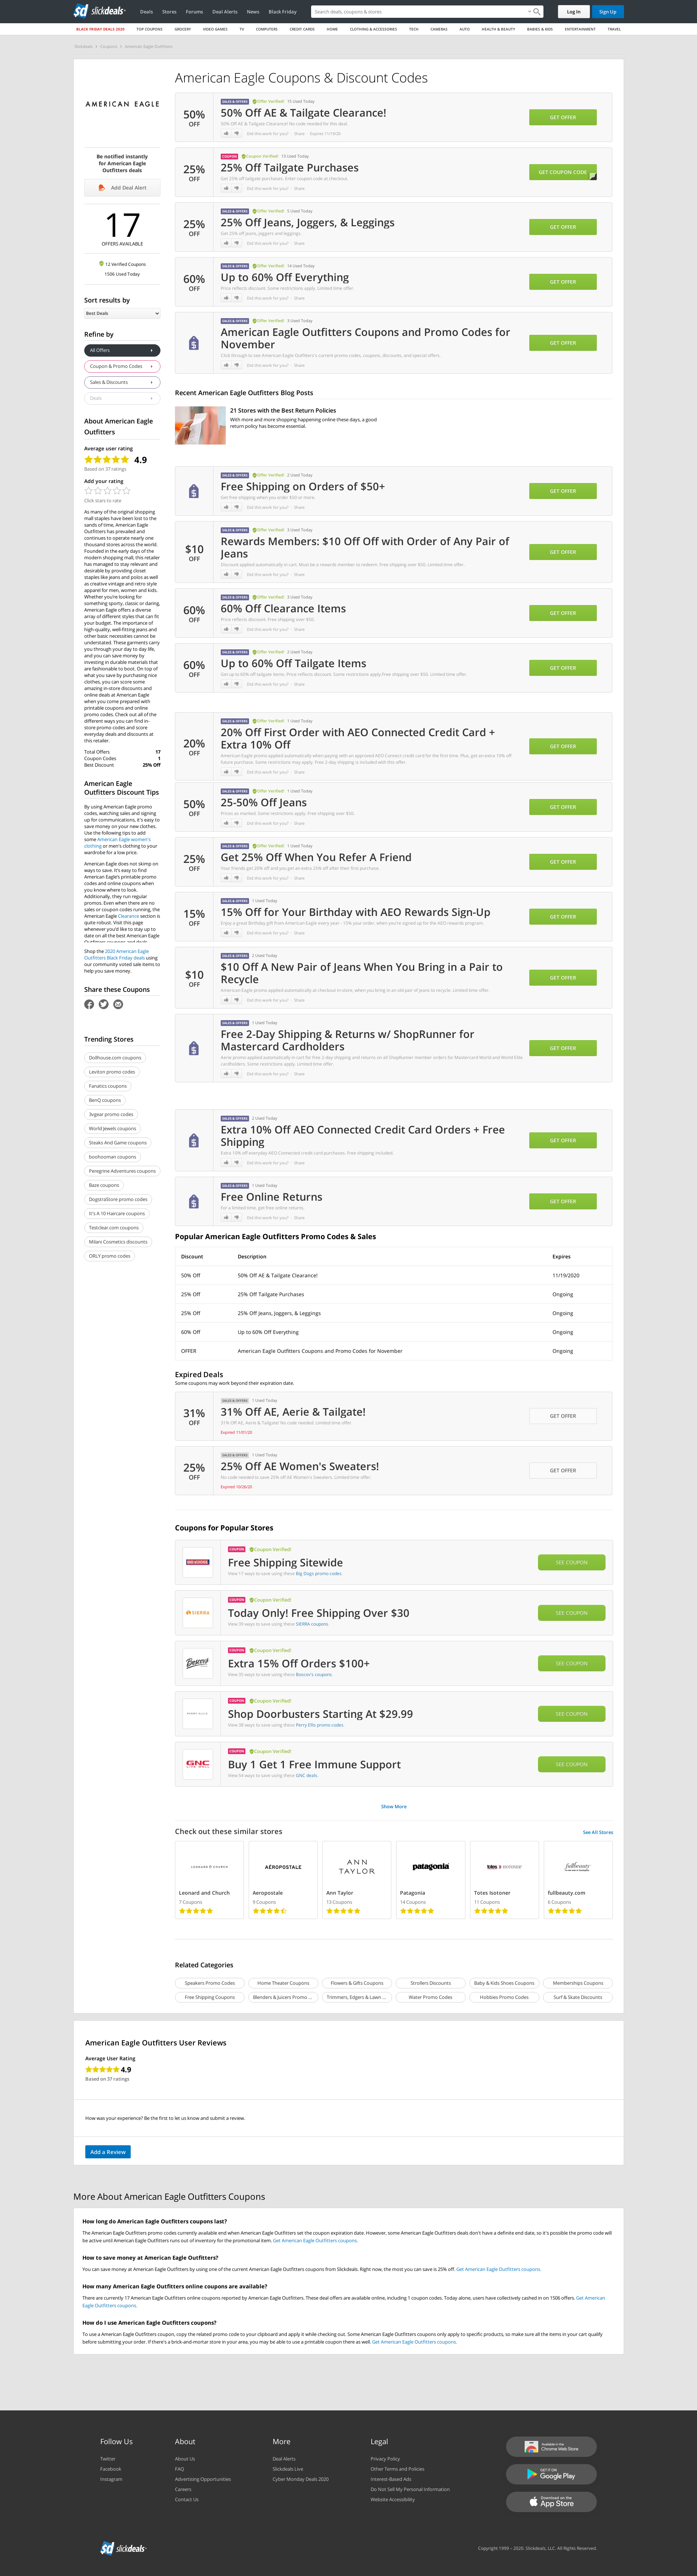 slickdeals
Deals Stores Forums Deal Alerts News Black Friday
Search deals, coupons & stores
Log In Sign Up
BLACK FRIDAY DEALS 2020 TOP COUPONS GROCERY VIDEO GAMES TV COMPUTERS CREDIT CARDS HOME CLOTHING & ACCESSORIES TECH CAMERAS AUTO HEALTH & BEAUTY BABIES & KIDS ENTERTAINMENT TRAVEL
Slickdeals > Coupons > American Eagle Outfitters
AMERICAN EAGLE
Be notified instantly
for American Eagle
Outfitters deals
Add Deal Alert
17
OFFERS AVAILABLE
12 Verified Coupons
1506 Used Today
Sort results by
Best Deals
Refine by
All Offers
Coupon & Promo Codes
Sales & Discounts
Deals
About American Eagle
Outfitters
Average user rating
4.9
Based on 37 ratings
Add your rating
Click stars to rate
As many of the original shopping
mall staples have been lost to the
sands of time, American Eagle
Outfitters has prevailed and
continues to operate nearly one
thousand stores across the world.
Founded in the early days of the
modern shopping mall, this retailer
has managed to stay relevant and
desirable by providing closet
staples like jeans and polos as well
as creative vintage and retro style
apparel for men, women and kids.
Whether you're looking for
something sporty, classic or daring,
American Eagle offers a diverse
array of different styles that can fit
your budget. The importance of
high-quality, well-fitting jeans and
other basic necessities cannot be
understated. These garments carry
you through your day to day life,
and you can save money by
investing in durable materials that
are fashionable to boot. On top of
what you save by purchasing nice
clothes, you can score some
amazing in-store discounts and
online deals at American Eagle
when you come prepared with
printable coupons and online
promo codes. Check out all of the
different ways you can find in-
store promo codes and score
everyday deals and discounts at
this retailer.
Total Offers 17
Coupon Codes 1
Best Discount 25% Off
American Eagle
Outfitters Discount Tips
By using American Eagle promo
codes, watching sales and signing
up for communications, it's easy to
save money on your new clothes.
Use the following tips to add
some American Eagle women's
clothing or men's clothing to your
wardrobe for a low price.
American Eagle does not skimp on
ways to save. It's easy to find
American Eagle's printable promo
codes and online coupons when
you know where to look.
Additionally, they run regular
promos. Even when there are no
sales or coupon codes running, the
American Eagle Clearance section is
quite robust. Visit this page
whenever you'd like to stay up to
date on all the best American Eagle
Shop the 2020 American Eagle
Outfitters Black Friday deals using
our community voted sale items to
help you save money.
Share these Coupons
Trending Stores
Dollhouse.com coupons
Leviton promo codes
Fanatics coupons
BenQ coupons
3vgear promo codes
World Jewels coupons
Steaks And Game coupons
boohooman coupons
Peregrine Adventures coupons
Baze coupons
DogstraStore promo codes
It's A 10 Haircare coupons
Testclear.com coupons
Milani Cosmetics discounts
ORLY promo codes
American Eagle Coupons & Discount Codes
50% OFF
SALES & OFFERS Offer Verified! 72 Used Today
50% Off AE & Tailgate Clearance!
50% Off AE & Tailgate Clearance! No code needed for this deal.
Did this work for you? Share Expires 11/19/20
GET OFFER
25% OFF
COUPON Coupon Verified! 19 Used Today
25% Off Tailgate Purchases
Get 25% off tailgate purchases. Enter coupon code at checkout.
Did this work for you? Share
GET COUPON CODE
25% OFF
SALES & OFFERS Offer Verified! 5 Used Today
25% Off Jeans, Joggers, & Leggings
Get 25% off jeans, joggers and leggings.
Did this work for you? Share
GET OFFER
60% OFF
SALES & OFFERS Offer Verified! 14 Used Today
Up to 60% Off Everything
Price reflects discount. Some restrictions apply. Limited time offer.
Did this work for you? Share
GET OFFER
SALES & OFFERS Offer Verified! 3 Used Today
American Eagle Outfitters Coupons and Promo Codes for
November
Click through to see American Eagle Outfitters's current promo codes, coupons, discounts, and special offers.
Did this work for you? Share
GET OFFER
Recent American Eagle Outfitters Blog Posts
21 Stores with the Best Return Policies
With more and more shopping happening online these days, a good
return policy has become essential.
SALES & OFFERS Offer Verified! 2 Used Today
Free Shipping on Orders of $50+
Get free shipping when you order $50 or more.
Did this work for you? Share
GET OFFER
$10 OFF
SALES & OFFERS Offer Verified! 3 Used Today
Rewards Members: $10 Off Off with Order of Any Pair of
Jeans
Discount applied automatically in cart. Must be a rewards member to redeem. Free shipping over $50. Limited time offer.
Did this work for you? Share
GET OFFER
60% OFF
SALES & OFFERS Offer Verified! 3 Used Today
60% Off Clearance Items
Price reflects discount. Free shipping over $50.
Did this work for you? Share
GET OFFER
60% OFF
SALES & OFFERS Offer Verified! 2 Used Today
Up to 60% Off Tailgate Items
Get up to 60% off tailgate items. Price reflects discount. Some restrictions apply. Free shipping over $50. Limited time offer.
Did this work for you? Share
GET OFFER
20% OFF
SALES & OFFERS Offer Verified! 1 Used Today
20% Off First Order with AEO Connected Credit Card +
Extra 10% Off
American Eagle promo applied automatically when paying with an approved AEO Connect credit card for the first time. Plus, get an extra 10% off
future purchase. Some restrictions may apply. Free 2-day shipping is included with this offer.
Did this work for you? Share
GET OFFER
50% OFF
SALES & OFFERS Offer Verified! 1 Used Today
25-50% Off Jeans
Prices as marked. Some restrictions apply. Free shipping over $50.
Did this work for you? Share
GET OFFER
25% OFF
SALES & OFFERS Offer Verified! 1 Used Today
Get 25% Off When You Refer A Friend
Your friends get 20% off and you get an extra 25% off after their first purchase.
Did this work for you? Share
GET OFFER
15% OFF
SALES & OFFERS 1 Used Today
15% Off for Your Birthday with AEO Rewards Sign-Up
Enjoy a great Birthday gift from American Eagle every year - 15% your order, when you're signed up for the AEO rewards program.
Did this work for you? Share
GET OFFER
$10 OFF
SALES & OFFERS 2 Used Today
$10 Off A New Pair of Jeans When You Bring in a Pair to
Recycle
American Eagle promo applied automatically at checkout in store, when you bring in an old pair of jeans to recycle. Limited time offer.
Did this work for you? Share
GET OFFER
SALES & OFFERS 1 Used Today
Free 2-Day Shipping & Returns w/ ShopRunner for
Mastercard Cardholders
Aerie promo applied automatically in cart for free 2-day shipping and returns on all ShopRunner member orders for Mastercard World and World Elite
cardholders. Some restrictions apply. Limited time offer.
Did this work for you? Share
GET OFFER
SALES & OFFERS 2 Used Today
Extra 10% Off AEO Connected Credit Card Orders + Free
Shipping
Extra 10% off everyday AEO Connected credit card purchases. Free shipping included.
Did this work for you? Share
GET OFFER
SALES & OFFERS 1 Used Today
Free Online Returns
For a limited time, get free online returns.
Did this work for you? Share
GET OFFER
Popular American Eagle Outfitters Promo Codes & Sales
Discount Description Expires
50% Off 50% Off AE & Tailgate Clearance! 11/19/2020
25% Off 25% Off Tailgate Purchases Ongoing
25% Off 25% Off Jeans, Joggers, & Leggings Ongoing
60% Off Up to 60% Off Everything Ongoing
OFFER American Eagle Outfitters Coupons and Promo Codes for November Ongoing
Expired Deals
Some coupons may work beyond their expiration date.
31% OFF
SALES & OFFERS 1 Used Today
31% Off AE, Aerie & Tailgate!
31% Off AE, Aerie & Tailgate! No code needed. Limited time offer.
Expired 11/01/20
GET OFFER
25% OFF
SALES & OFFERS 1 Used Today
25% Off AE Women's Sweaters!
No code needed to save 25% off AE Women's Sweaters. Limited time offer.
Expired 10/26/20
GET OFFER
Coupons for Popular Stores
COUPON Coupon Verified!
Free Shipping Sitewide
View 17 ways to save using these Big Dogs promo codes.
SEE COUPON
SIERRA
COUPON Coupon Verified!
Today Only! Free Shipping Over $30
View 39 ways to save using these SIERRA coupons.
SEE COUPON
Boscov's
COUPON Coupon Verified!
Extra 15% Off Orders $100+
View 35 ways to save using these Boscov's coupons.
SEE COUPON
PERRY ELLIS
COUPON Coupon Verified!
Shop Doorbusters Starting At $29.99
View 38 ways to save using these Perry Ellis promo codes.
SEE COUPON
GNC
LIVE WELL
COUPON Coupon Verified!
Buy 1 Get 1 Free Immune Support
View 54 ways to save using these GNC deals.
SEE COUPON
Show More
Check out these similar stores
See All Stores
LEONARD & CHURCH AÉROPOSTALE ANN TAYLOR patagonia totes ISOTONER fullbeauty
Leonard and Church Aeropostale Ann Taylor Patagonia Totes Isotoner fullbeauty.com
7 Coupons 9 Coupons 13 Coupons 14 Coupons 11 Coupons 6 Coupons
Related Categories
Speakers Promo Codes Home Theater Coupons Flowers & Gifts Coupons Strollers Discounts Baby & Kids Shoes Coupons Memberships Coupons
Free Shipping Coupons Blenders & Juicers Promo ... Trimmers, Edgers & Lawn ... Water Promo Codes Hobbies Promo Codes Surf & Skate Discounts
American Eagle Outfitters User Reviews
Average User Rating
4.9
Based on 37 ratings
How was your experience? Be the first to let us know and submit a review.
Add a Review
More About American Eagle Outfitters Coupons
How long do American Eagle Outfitters coupons last?
The American Eagle Outfitters promo codes currently available end when American Eagle Outfitters set the coupon expiration date. However, some American Eagle Outfitters deals don't have a definite end date, so it's possible the promo code will
be active until American Eagle Outfitters runs out of inventory for the promotional item. Get American Eagle Outfitters coupons.
How to save money at American Eagle Outfitters?
You can save money at American Eagle Outfitters by using one of the current American Eagle Outfitters coupons from Slickdeals. Right now, the most you can save is 25% off. Get American Eagle Outfitters coupons.
How many American Eagle Outfitters online coupons are available?
There are currently 17 American Eagle Outfitters online coupons reported by American Eagle Outfitters. These deal offers are available online, including 1 coupon codes. Today alone, users have collectively cashed in on 1506 offers. Get American
Eagle Outfitters coupons.
How do I use American Eagle Outfitters coupons?
To use a American Eagle Outfitters coupon, copy the related promo code to your clipboard and apply it while checking out. Some American Eagle Outfitters coupons only apply to specific products, so make sure all the items in your cart qualify
before submitting your order. If there's a brick-and-mortar store in your area, you may be able to use a printable coupon there as well. Get American Eagle Outfitters coupons.
Follow Us About More Legal
Twitter About Us Deal Alerts Privacy Policy
Facebook FAQ Slickdeals Live Other Terms and Policies
Instagram Advertising Opportunities Cyber Monday Deals 2020 Interest-Based Ads
Careers Do Not Sell My Personal Information
Contact Us Website Accessibility
Available in the
Chrome Web Store
GET IT ON
Google Play
Download on the
App Store
slickdeals
Copyright 1999 - 2020. Slickdeals, LLC. All Rights Reserved.